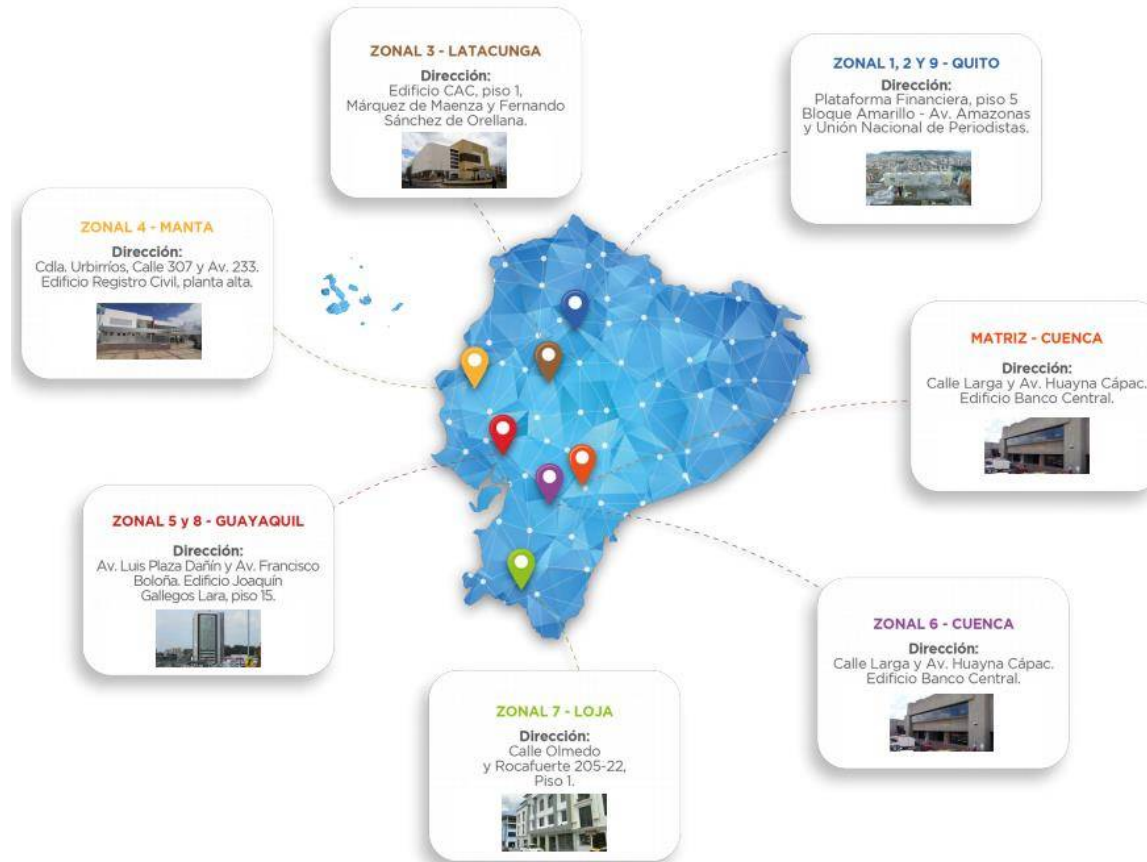 ZONAL 3 - LATACUNGA
Dirección:
Edificio CAC, piso 1,
Márquez de Maenza y Fernando
Sánchez de Orellana.
ZONAL 1, 2 Y 9 - QUITO
Dirección:
Plataforma Financiera, piso 5
Bloque Amarillo - Av. Amazonas
y Unión Nacional de Periodistas.
ZONAL 4 - MANTA
Dirección:
Cdla. Urbirríos, Calle 307 y Av. 233.
Edificio Registro Civil, planta alta.
MATRIZ - CUENCA
Dirección:
Calle Larga y Av. Huayna Cápac.
Edificio Banco Central.
ZONAL 5 y 8 - GUAYAQUIL
Dirección:
Av. Luis Plaza Dañín y Av. Francisco
Boloña. Edificio Joaquín
Gallegos Lara, piso 15.
ZONAL 6 - CUENCA
Dirección:
Calle Larga y Av. Huayna Cápac.
Edificio Banco Central.
ZONAL 7 - LOJA
Dirección:
Calle Olmedo
y Rocafuerte 205-22,
Piso 1.